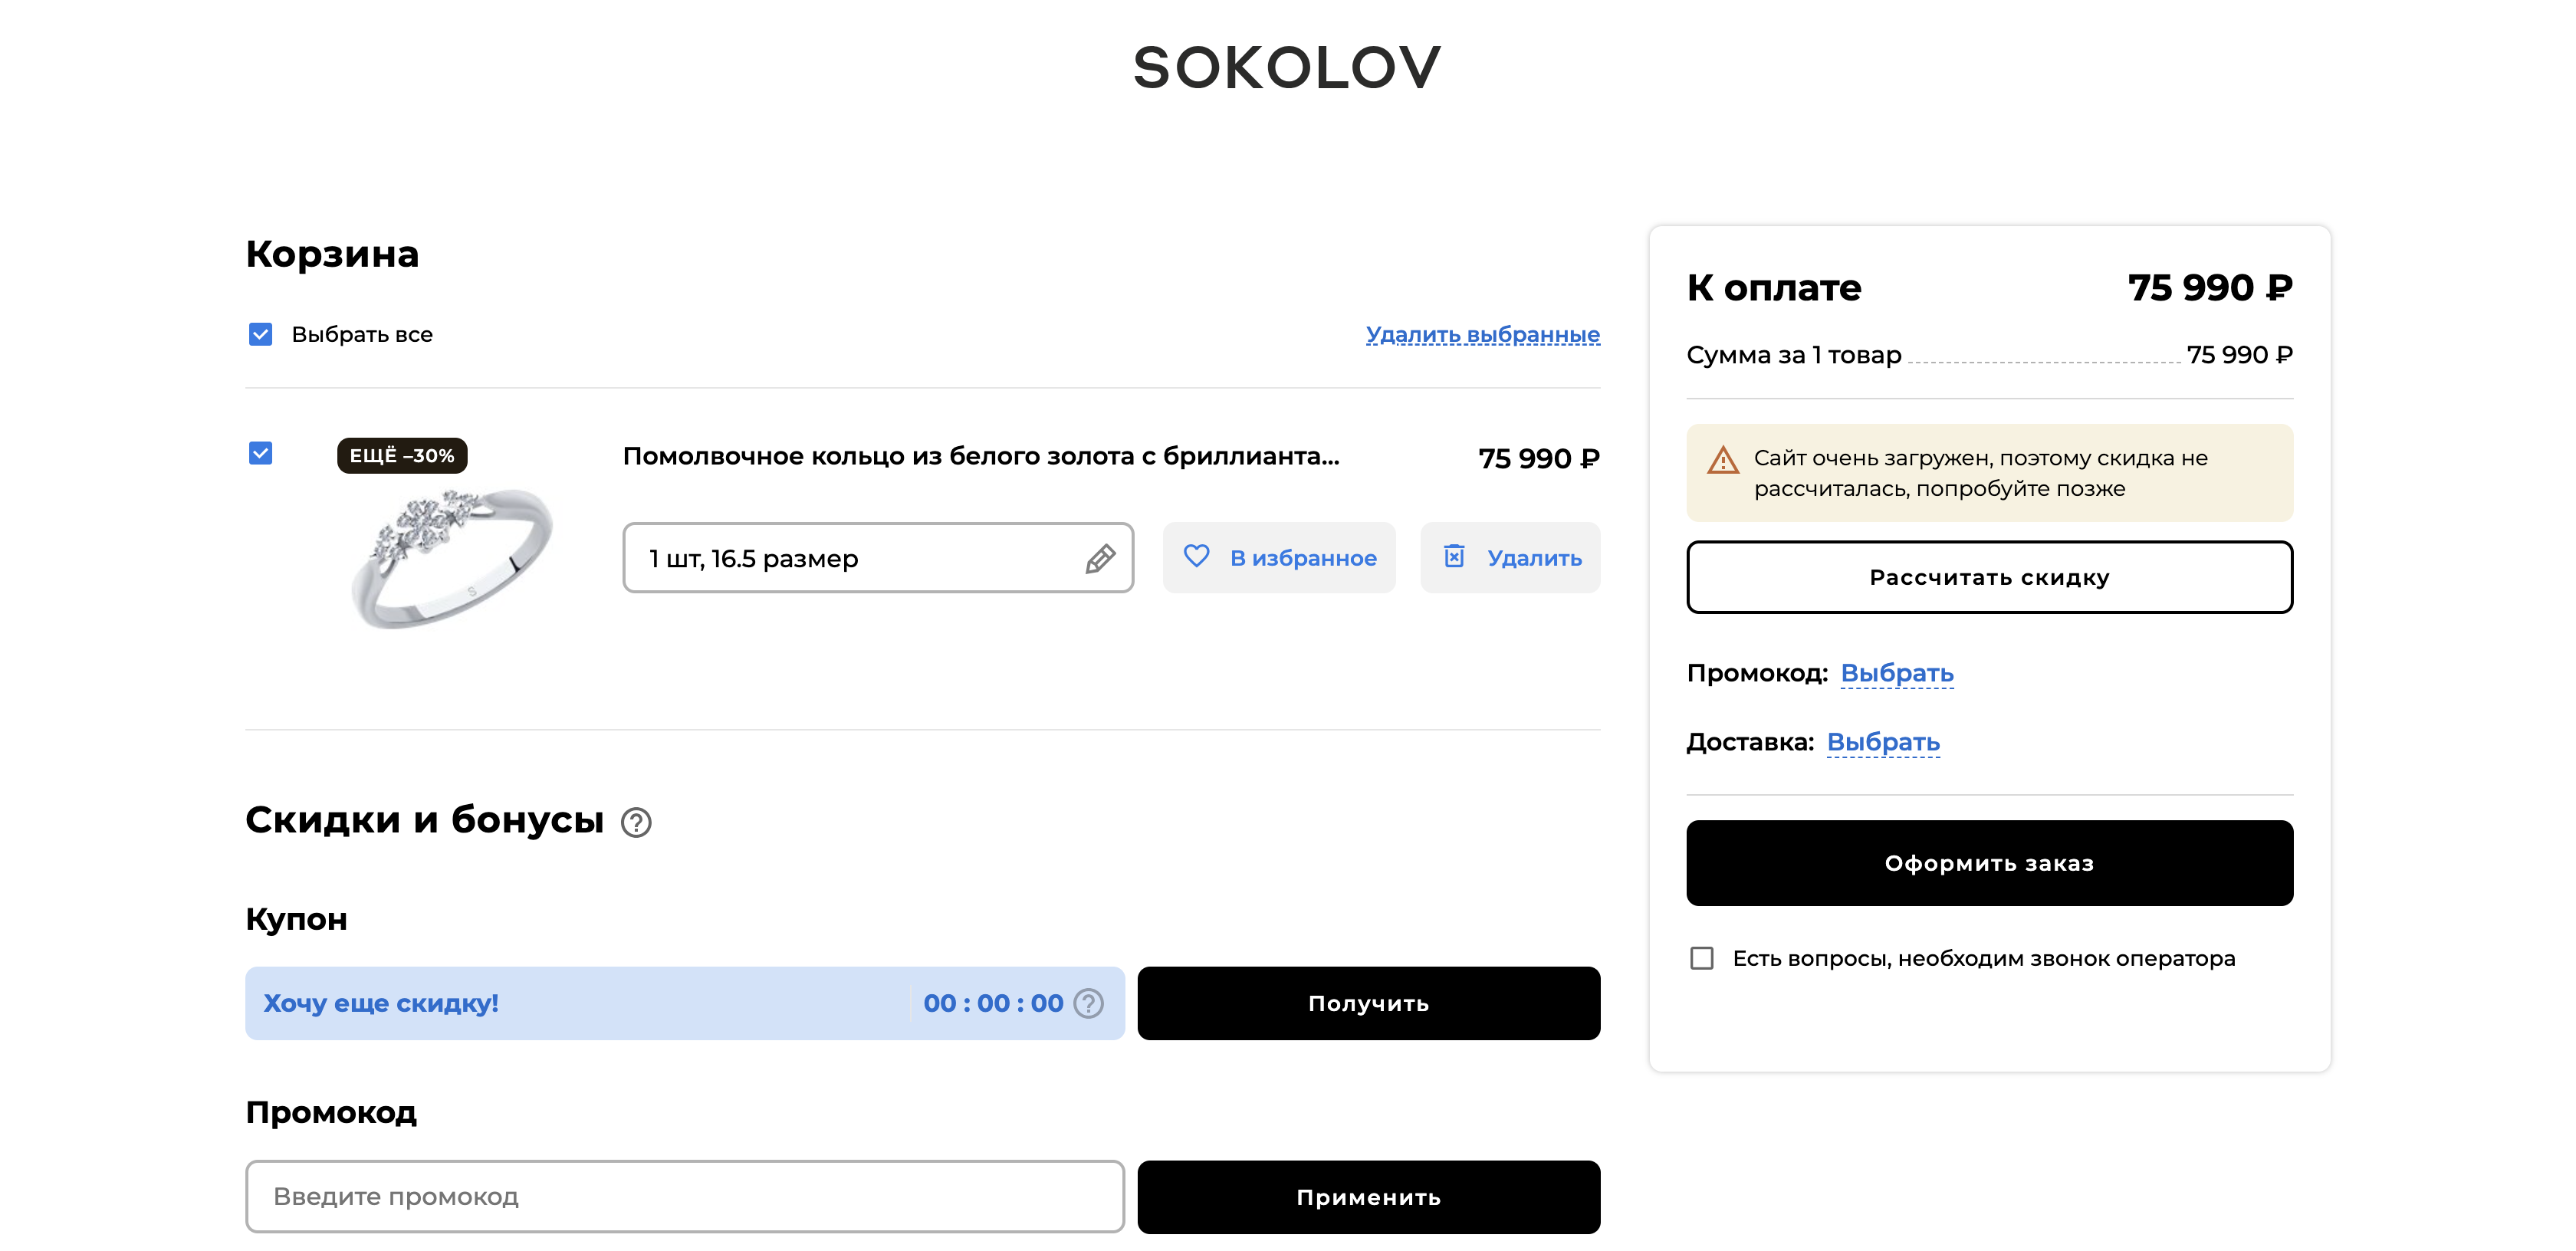 SOKOLOV
Корзина
Выбрать все
Удалить выбранные
ЕЩЁ –30%
Помолвочное кольцо из белого золота с бриллианта...
75 990 ₽
1 шт, 16.5 размер
В избранное
Удалить
S
Скидки и бонусы ?
Купон
Хочу еще скидку!
00 : 00 : 00 ?
Получить
Промокод
Введите промокод
Применить
К оплате
75 990 ₽
Сумма за 1 товар
75 990 ₽
Сайт очень загружен, поэтому скидка не
рассчиталась, попробуйте позже
Рассчитать скидку
Промокод: Выбрать
Доставка: Выбрать
Оформить заказ
Есть вопросы, необходим звонок оператора